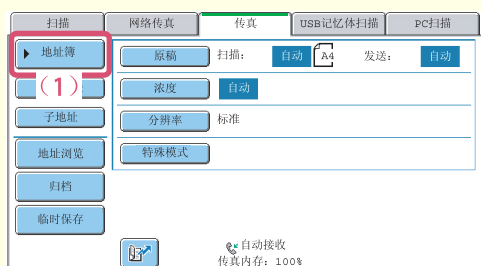 扫描 网络传真 传真 USB记忆体扫描 PC扫描
地址簿 原稿 扫描: 自动 A4 发送: 自动
(1) 浓度 自动
子地址 分辨率 标准
地址浏览 特殊模式
归档
临时保存
自动接收
传真内存: 100%